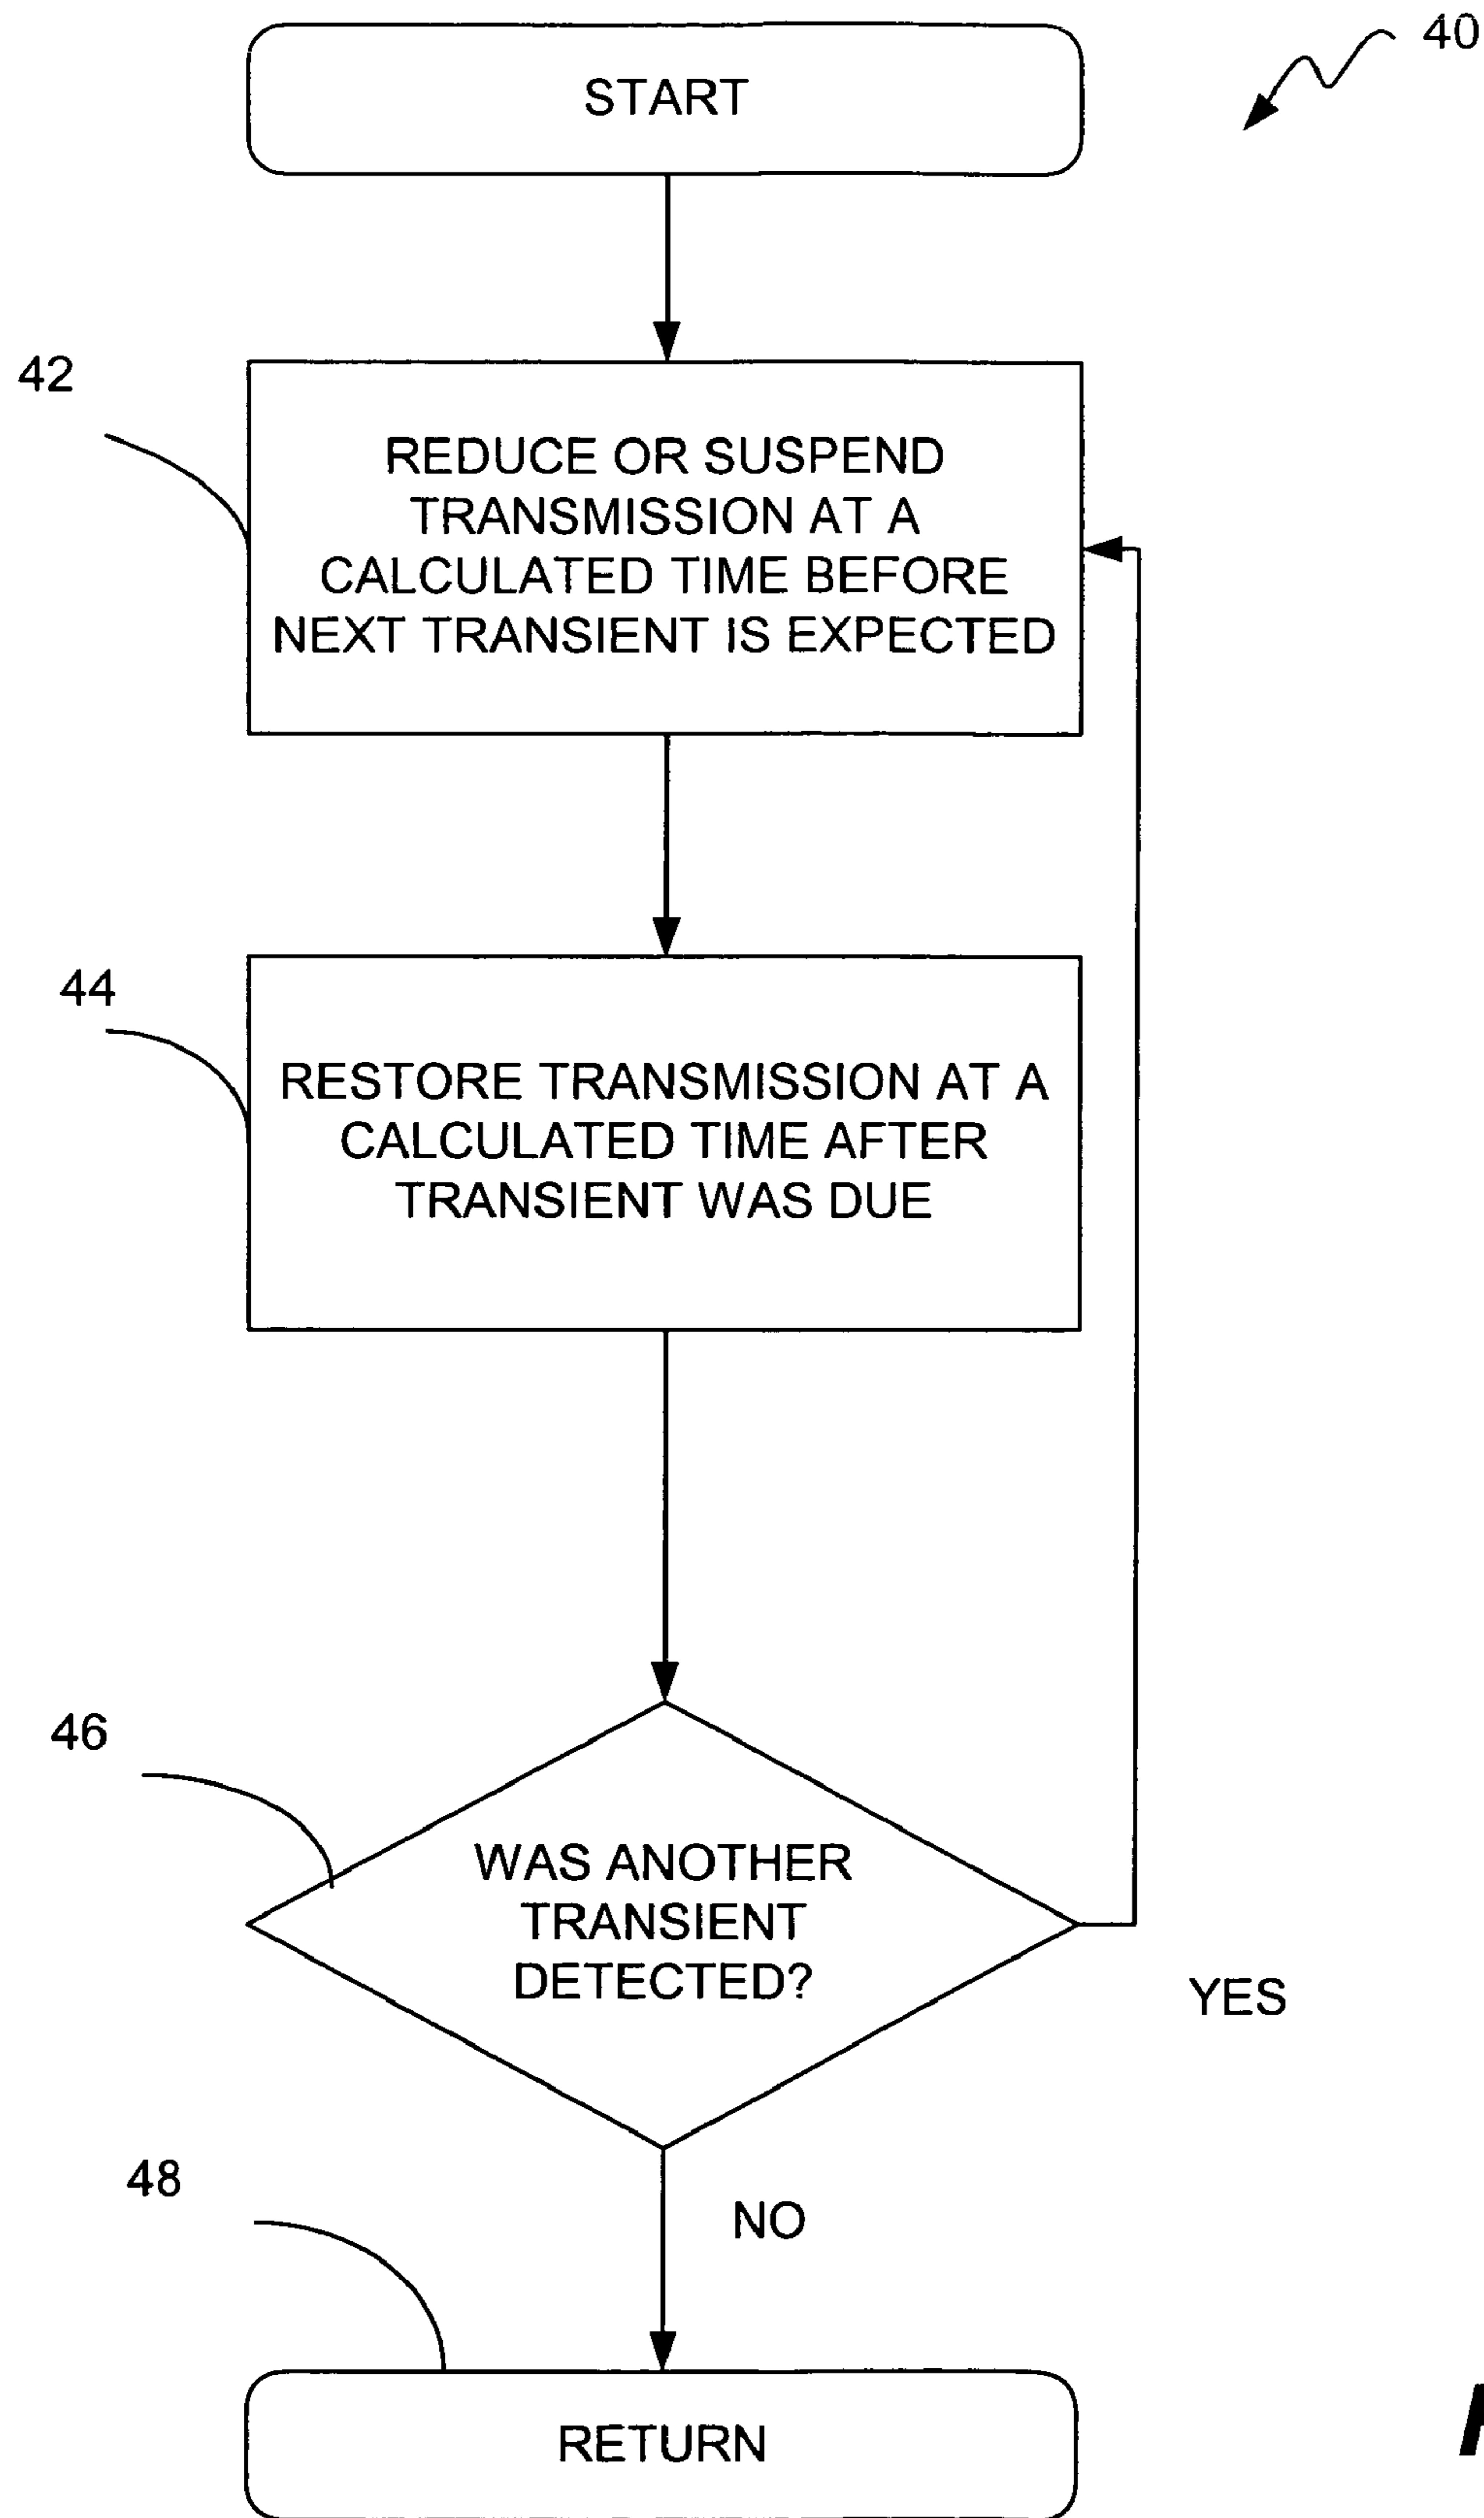 START
40
42
REDUCE OR SUSPEND
TRANSMISSION AT A
CALCULATED TIME BEFORE
NEXT TRANSIENT IS EXPECTED
44
RESTORE TRANSMISSION AT A
CALCULATED TIME AFTER
TRANSIENT WAS DUE
46
WAS ANOTHER
TRANSIENT
DETECTED?
YES
48
NO
RETURN